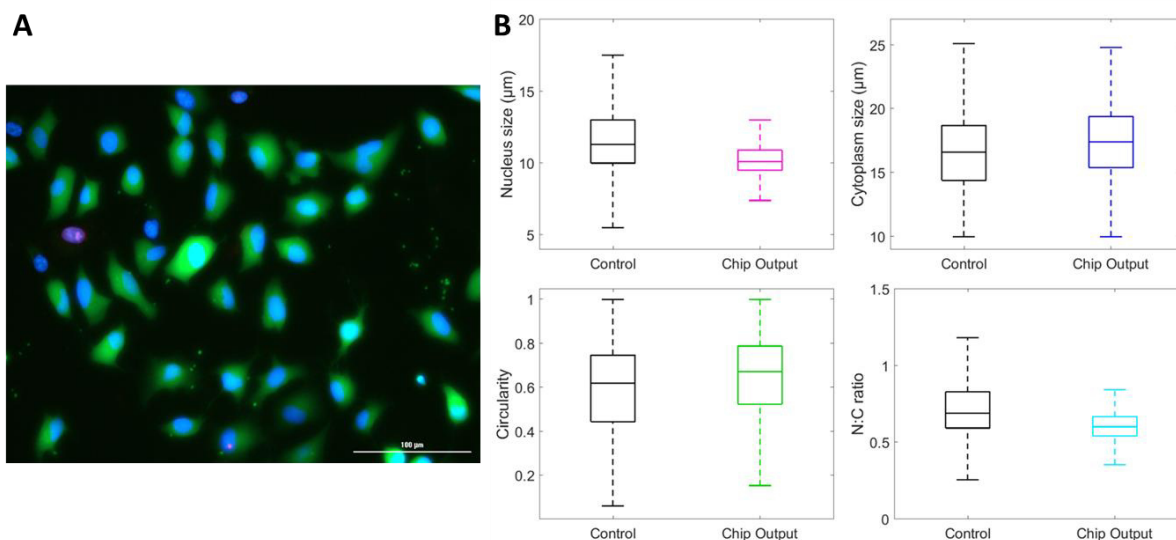 A
B
100 µm
20
15
10
5
Nucleus size (µm)
Control
Chip Output
25
20
15
10
Cytoplasm size (µm)
Control
Chip Output
1
0.8
0.6
0.4
0.2
Circularity
Control
Chip Output
1.5
1
0.5
0
N:C ratio
Control
Chip Output